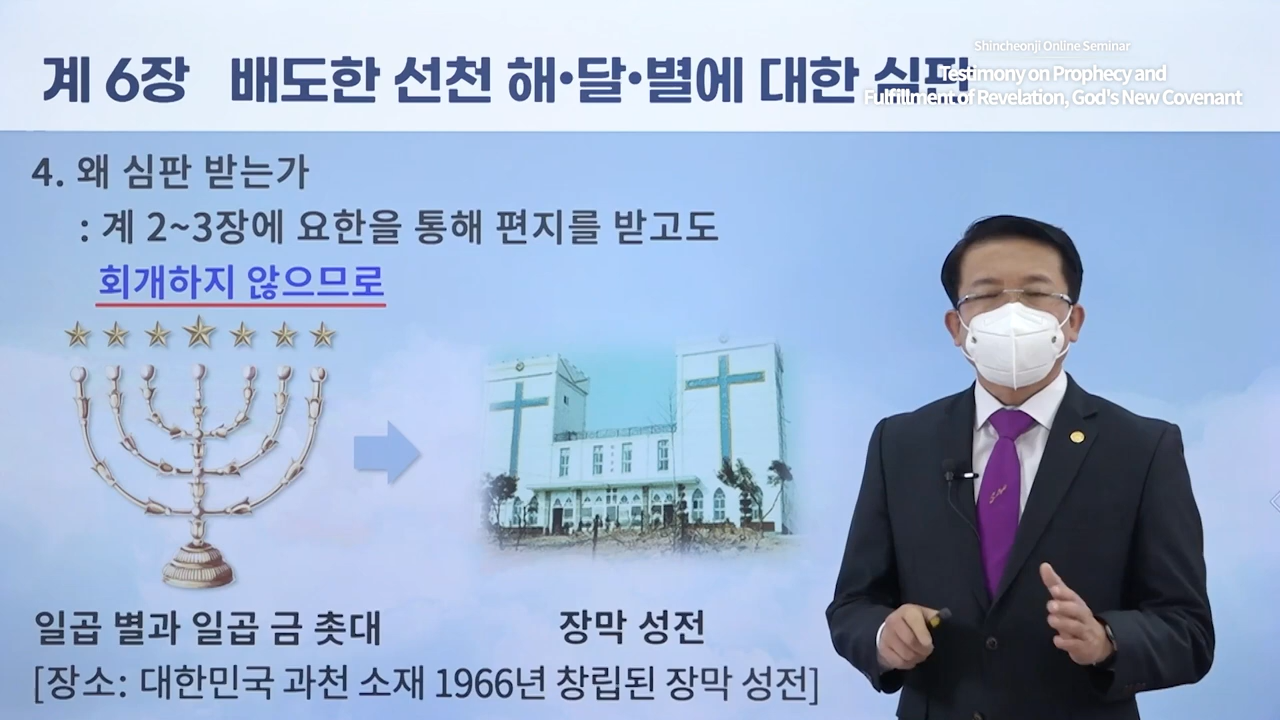 계 6장 배도한 선천 해·달·별에 대한 심판
Shincheonji Online Seminar
Testimony on Prophecy and
Fulfillment of Revelation, God's New Covenant
4. 왜 심판 받는가
: 계 2~3장에 요한을 통해 편지를 받고도
회개하지 않으므로
일곱 별과 일곱 금 촛대
장막 성전
[장소: 대한민국 과천 소재 1966년 창립된 장막 성전]